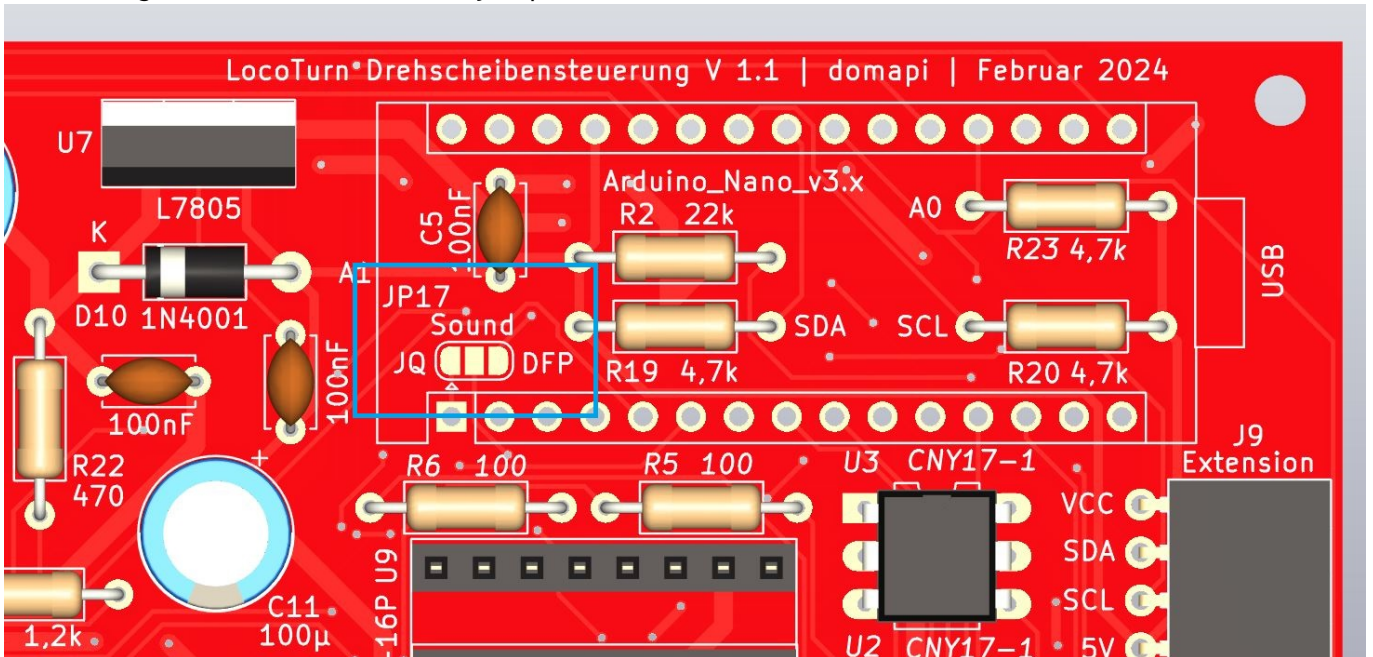 LocoTurn® Drehscheibensteuerung V 1.1 | domapi | Februar 2024
U7
L7805
K
D10 1N4001
A1
100nF
100nF
R22
470
1,2k
C11
100µ
+
C5
100nF
Arduino_Nano_v3.x
R2 22k
A0
R23 4,7k
USB
JP17
Sound
JQ DFP
R19 4,7k
SDA
SCL
R20 4,7k
R6 100
R5 100
U3 CNY17-1
U2 CNY17-1
-16P U9
J9
Extension
VCC
SDA
SCL
5V